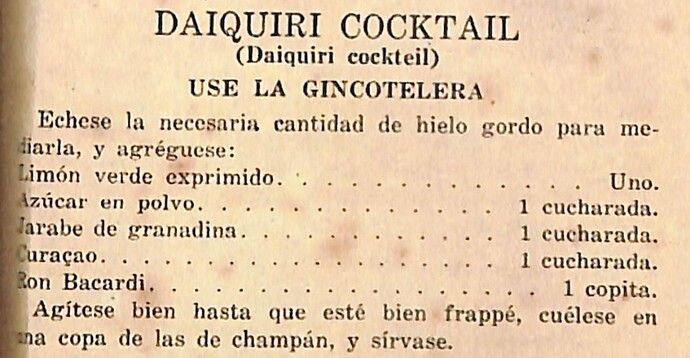 DAIQUIRI COCKTAIL
(Daiquiri cockteil)
USE LA GINCOTELERA
Echese la necesaria cantidad de hielo gordo para me-
diarla, y agréguese:
Limón verde exprimido. . . . . . . . . . . . . Uno.
Azúcar en polvo. . . . . . . . . . . . . 1 cucharada.
Jarabe de granadina. . . . . . . . . . . 1 cucharada.
Curaçao. . . . . . . . . . . . . . . . . 1 cucharada.
Ron Bacardi. . . . . . . . . . . . . . . . . 1 copita.
Agítese bien hasta que esté bien frappé, cuélese en
una copa de las de champán, y sírvase.